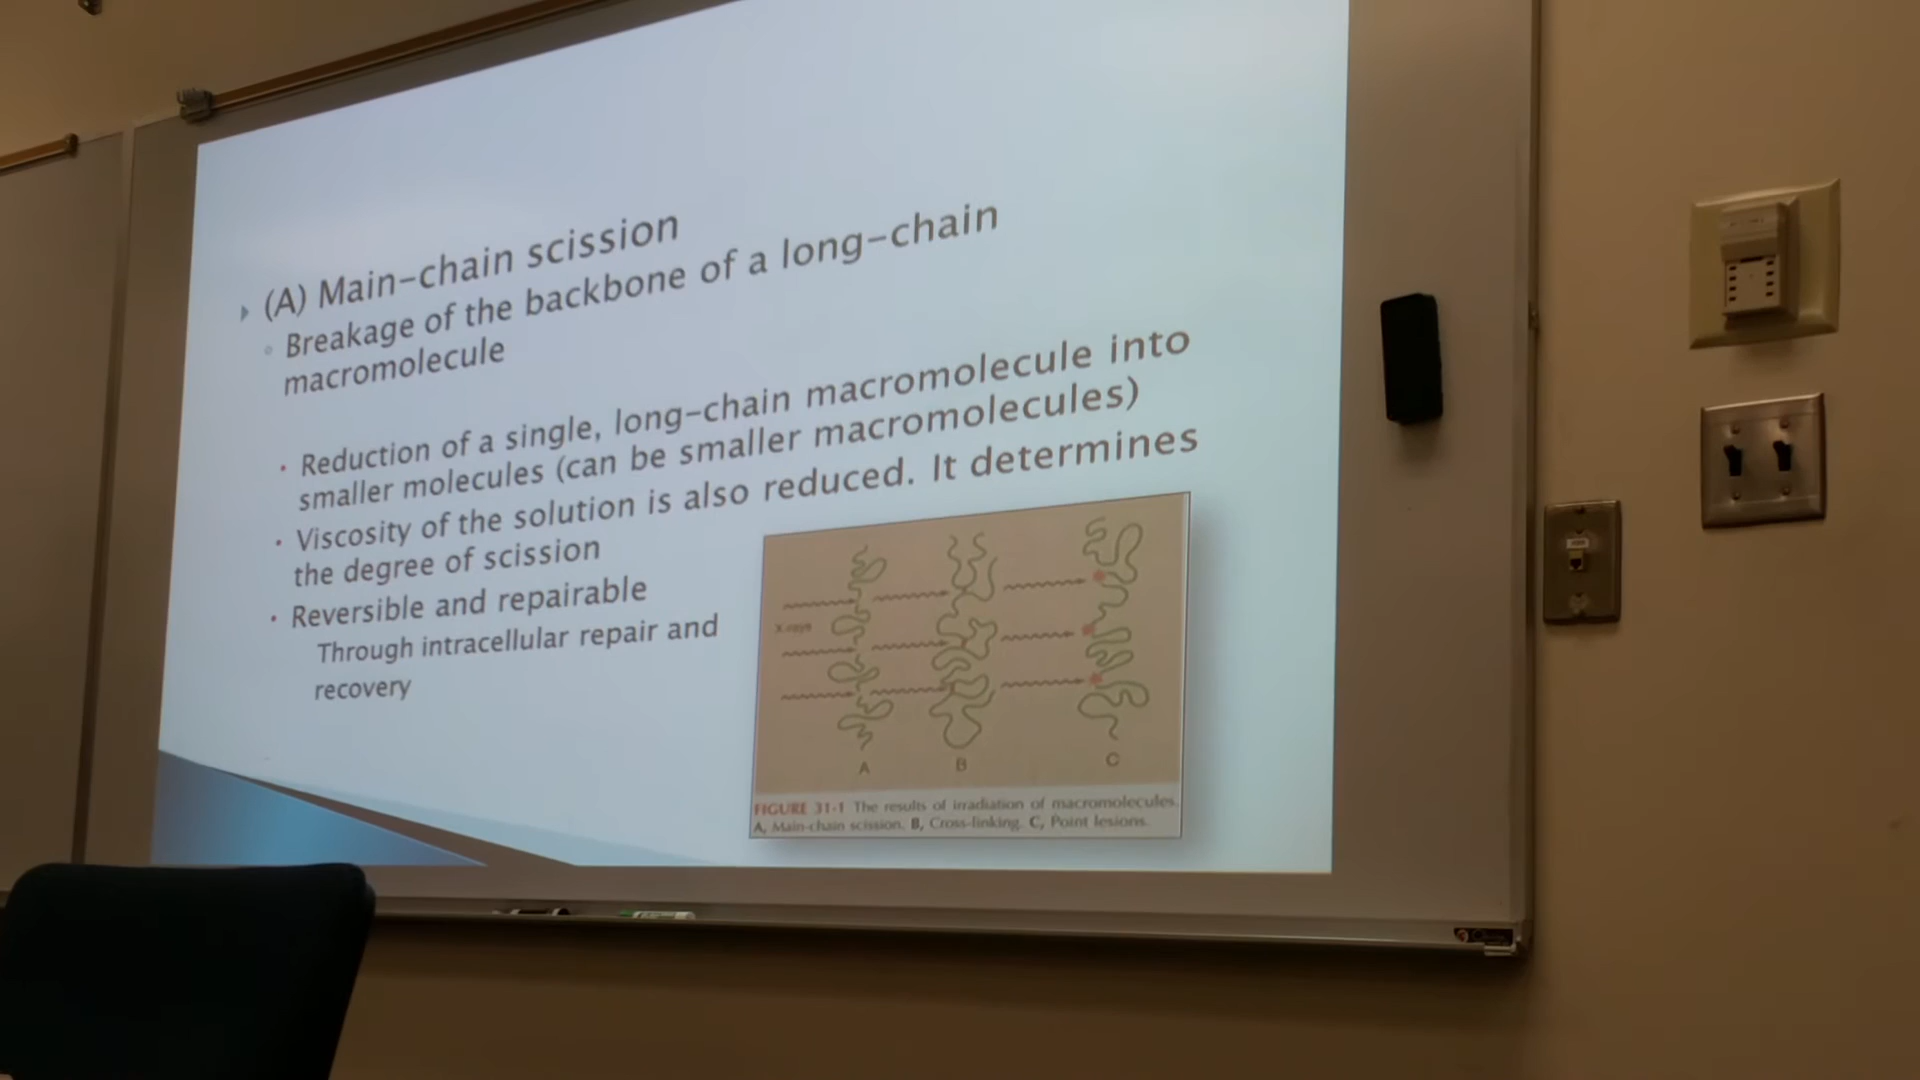 (A) Main-chain scission
Breakage of the backbone of a long-chain
macromolecule
Reduction of a single, long-chain macromolecule into
smaller molecules (can be smaller macromolecules)
Viscosity of the solution is also reduced. It determines
the degree of scission
Reversible and repairable
Through intracellular repair and
recovery
X-rays
A B C
FIGURE 31-1 The results of irradiation of macromolecules.
A, Main-chain scission. B, Cross-linking. C, Point lesions.